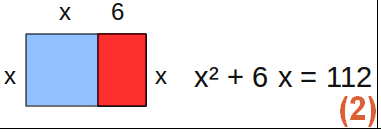 x 6
x x x² + 6 x = 112
(2)